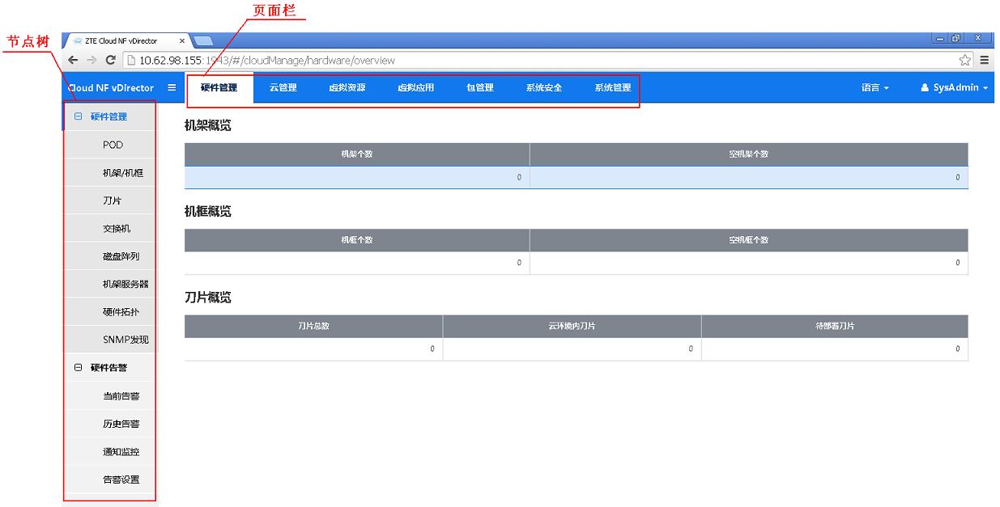 页面栏
节点树
ZTE Cloud NF vDirector
10.62.98.155:1943/#/cloudManage/hardware/overview
Cloud NF vDirector 硬件管理 云管理 虚拟资源 虚拟应用 包管理 系统安全 系统管理 语言 SysAdmin
硬件管理
POD
机架/机框
刀片
交换机
磁盘阵列
机架服务器
硬件拓扑
SNMP发现
硬件告警
当前告警
历史告警
通知监控
告警设置
机架概览
机架个数 空机架个数
0 0
机框概览
机框个数 空机框个数
0 0
刀片概览
刀片总数 云环境内刀片 待部署刀片
0 0 0